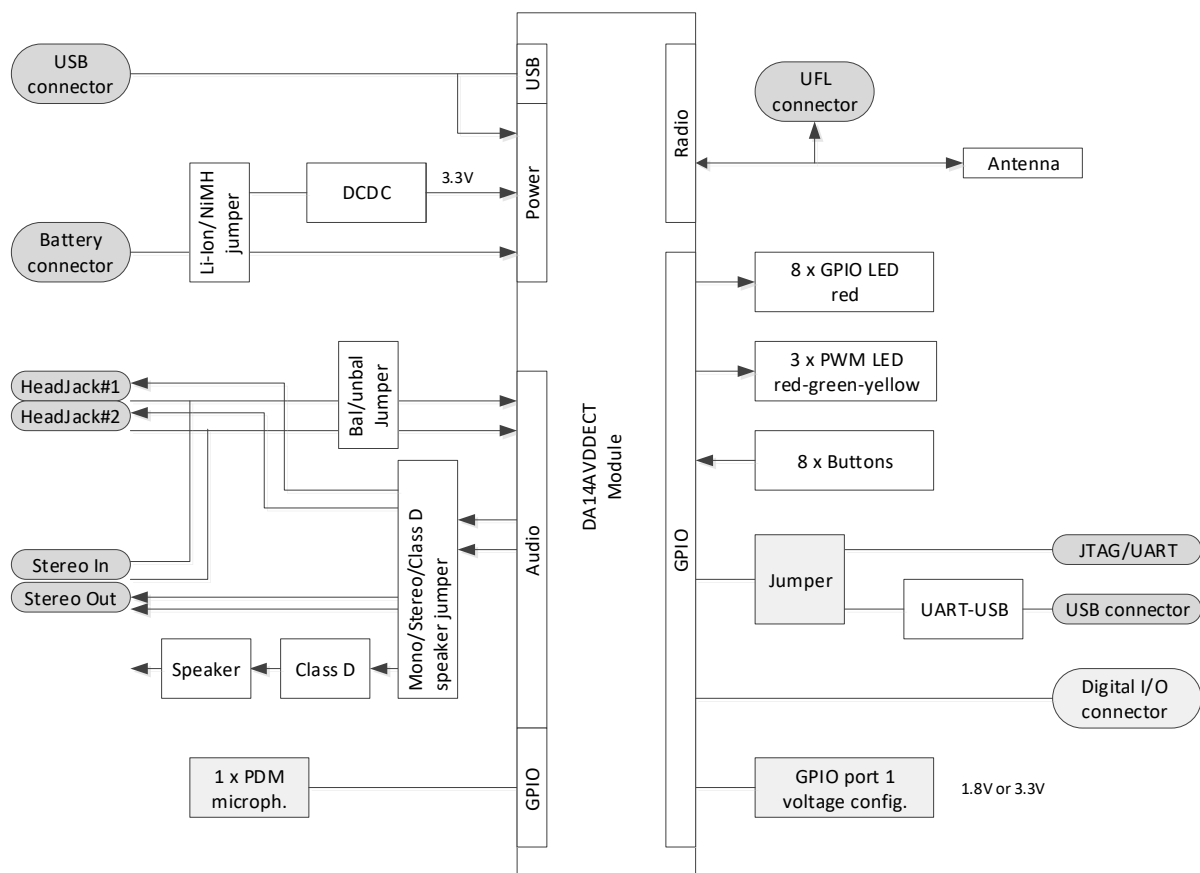 USB
connector
USB
UFL
connector
Radio
Antenna
Li-Ion/NiMH
jumper
DCDC
3.3V
Power
Battery
connector
8 x GPIO LED
red
3 x PWM LED
red-green-yellow
HeadJack#1
HeadJack#2
Bal/unbal
Jumper
DA14AVDDECT
Module
8 x Buttons
Mono/Stereo/Class D
speaker jumper
Audio
GPIO
Stereo In
Stereo Out
Jumper
JTAG/UART
UART-USB
USB connector
Speaker
Class D
Digital I/O
connector
1 x PDM
microph.
GPIO
GPIO port 1
voltage config.
1.8V or 3.3V